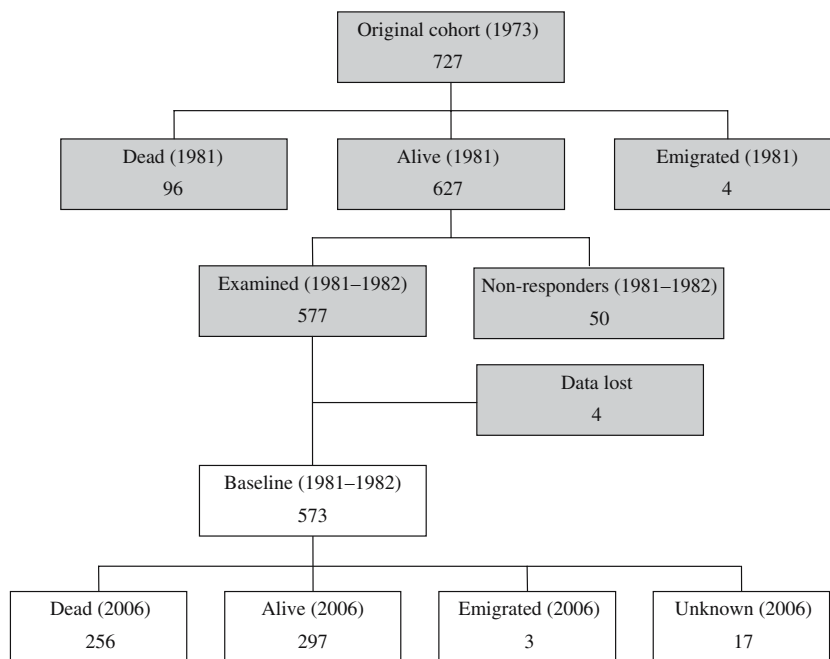 Original cohort (1973)
727
Dead (1981)
96
Alive (1981)
627
Emigrated (1981)
4
Examined (1981–1982)
577
Non-responders (1981–1982)
50
Data lost
4
Baseline (1981–1982)
573
Dead (2006)
256
Alive (2006)
297
Emigrated (2006)
3
Unknown (2006)
17